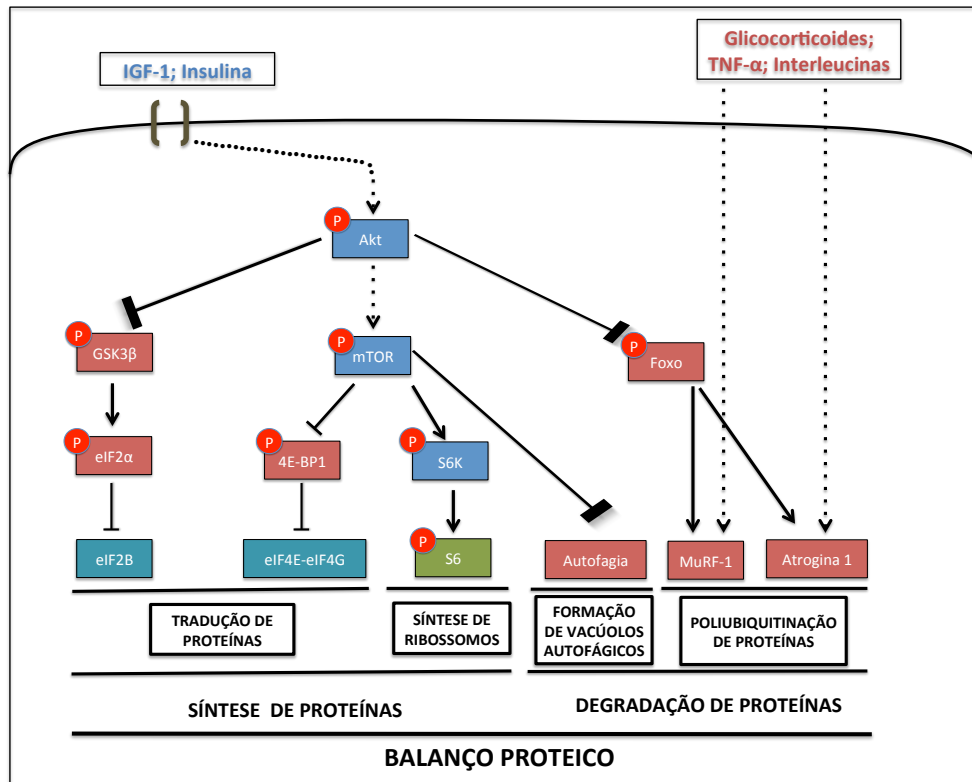 IGF-1; Insulina
Glicocorticoides;
TNF-α; Interleucinas
P
Akt
P
GSK3β
P
mTOR
P
Foxo
P
eIF2α
P
4E-BP1
P
S6K
eIF2B
eIF4E-eIF4G
P
S6
Autofagia
MuRF-1
Atrogina 1
TRADUÇÃO DE
PROTEÍNAS
SÍNTESE DE
RIBOSSOMOS
FORMAÇÃO
DE VACÚOLOS
AUTOFÁGICOS
POLIUBIQUITINAÇÃO
DE PROTEÍNAS
SÍNTESE DE PROTEÍNAS
DEGRADAÇÃO DE PROTEÍNAS
BALANÇO PROTEICO